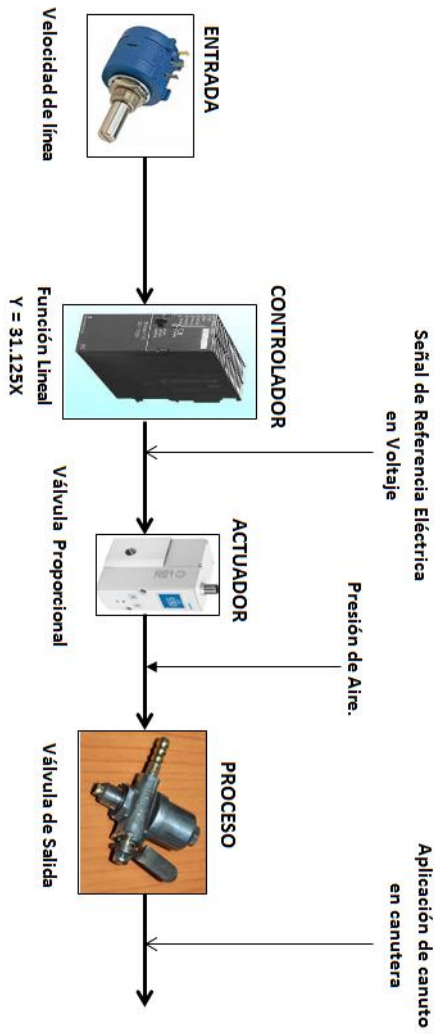 ENTRADA
Velocidad de línea
CONTROLADOR
Función Lineal
Y = 31.125X
Señal de Referencia Eléctrica
en Voltaje
ACTUADOR
Válvula Proporcional
Presión de Aire.
PROCESO
Válvula de Salida
Aplicación de canuto
en canutera